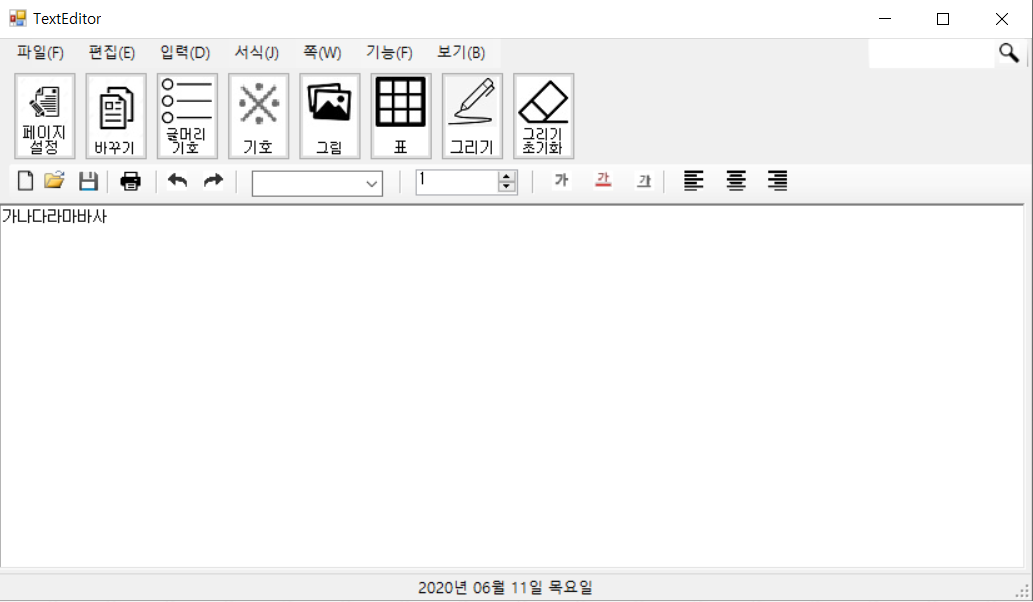 TextEditor
파일(F) 편집(E) 입력(D) 서식(J) 쪽(W) 기능(F) 보기(B)
페이지 설정 바꾸기 글머리 기호 기호 그림 표 그리기 그리기 초기화
1 가 가 가
가나다라마바사
2020년 06월 11일 목요일